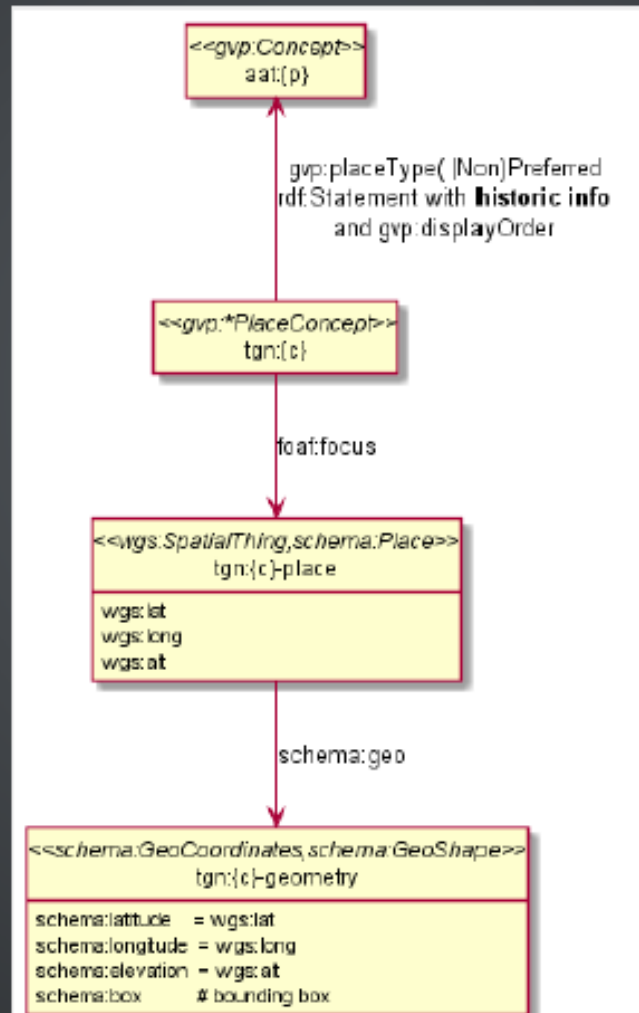 <<gvp:Concept>>
aat:{p}
gvp:placeType( |Non)Preferred
rdf:Statement with historic info
and gvp:displayOrder
<<gvp:*PlaceConcept>>
tgn:{c}
foaf:focus
<<wgs:SpatialThing,schema:Place>>
tgn:{c}-place
wgs:lat
wgs:long
wgs:alt
schema:geo
<<schema:GeoCoordinates,schema:GeoShape>>
tgn:{c}-geometry
schema:latitude = wgs:lat
schema:longitude = wgs:long
schema:elevation = wgs:alt
schema:box # bounding box